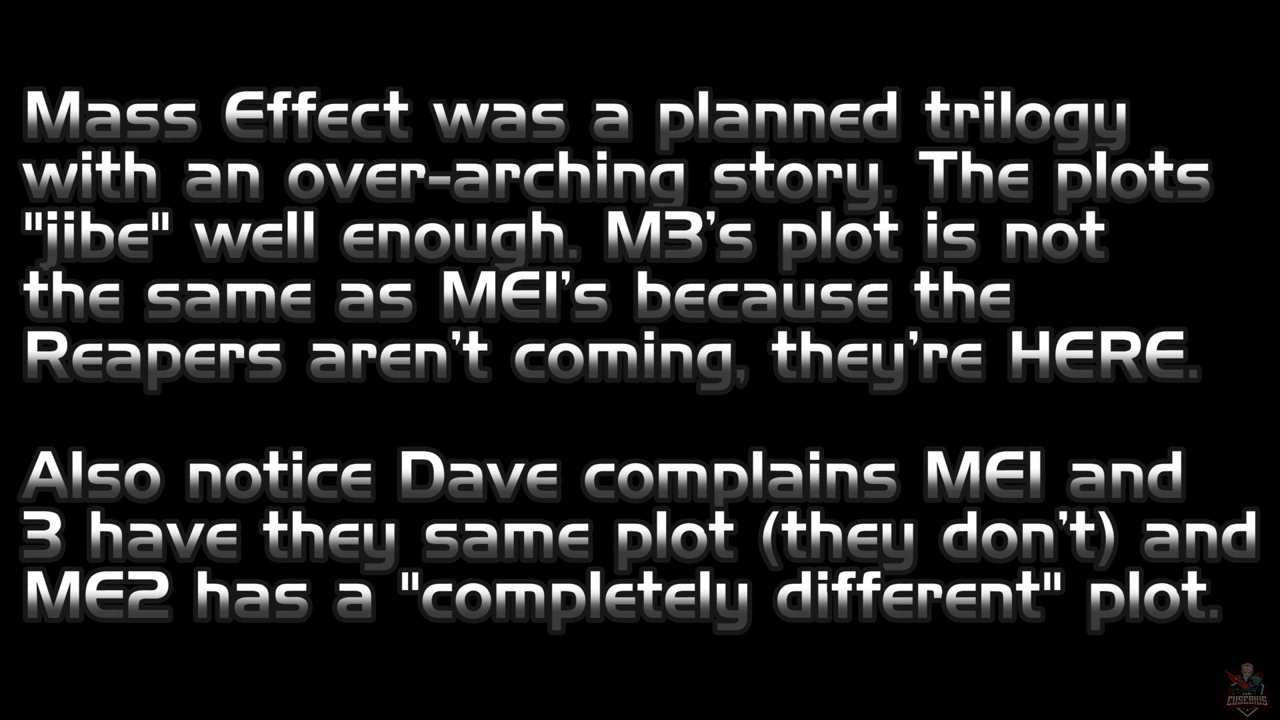 Mass Effect was a planned trilogy
with an over-arching story. The plots
"jibe" well enough. M3's plot is not
the same as ME1's because the
Reapers aren't coming, they're HERE.
Also notice Dave complains ME1 and
3 have they same plot (they don't) and
ME2 has a "completely different" plot.
EUSEBIUS